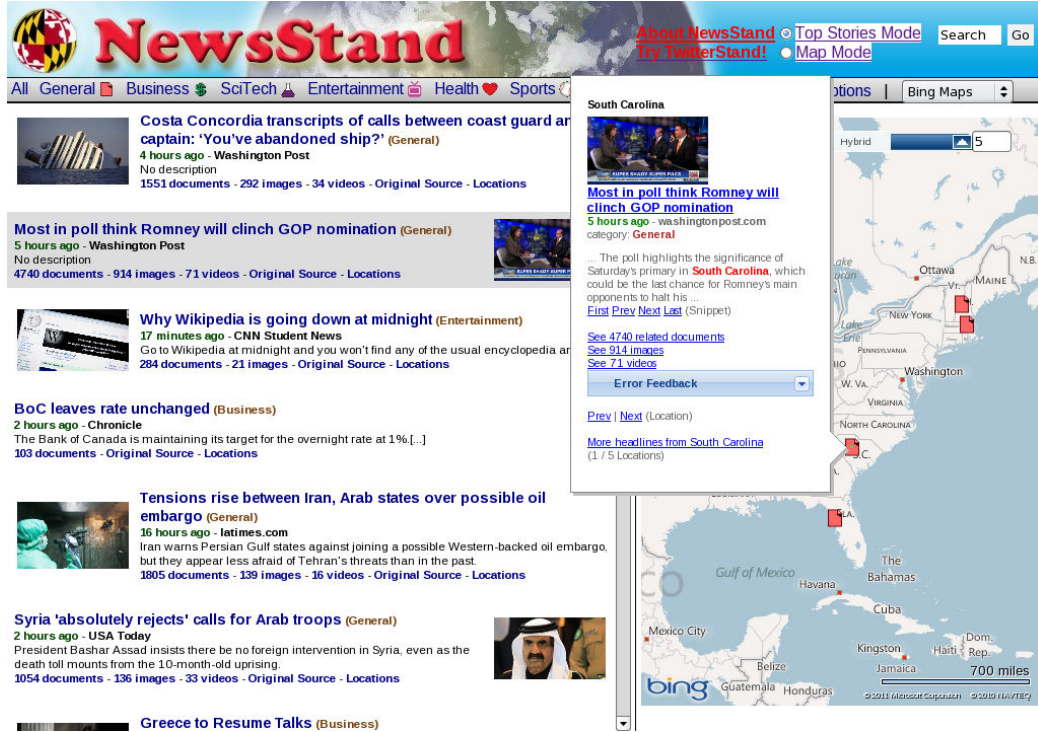 NewsStand
About NewsStand
Try TwitterStand!
Top Stories Mode
Map Mode
Search
Go
All General Business SciTech Entertainment Health Sports
| Bing Maps
Costa Concordia transcripts of calls between coast guard
captain: ‘You’ve abandoned ship?’ (General)
4 hours ago - Washington Post
No description
1551 documents - 292 images - 34 videos - Original Source - Locations
Most in poll think Romney will clinch GOP nomination (General)
5 hours ago - Washington Post
No description
4740 documents - 914 images - 71 videos - Original Source - Locations
Why Wikipedia is going down at midnight (Entertainment)
17 minutes ago - CNN Student News
Go to Wikipedia at midnight and you won't find any of the usual encyclopedia
284 documents - 21 images - Original Source - Locations
BoC leaves rate unchanged (Business)
2 hours ago - Chronicle
The Bank of Canada is maintaining its target for the overnight rate at 1%.[...]
103 documents - Original Source - Locations
Tensions rise between Iran, Arab states over possible oil
embargo (General)
16 hours ago - latimes.com
Iran warns Persian Gulf states against joining a possible Western-backed oil embargo,
but they appear less afraid of Tehran's threats than in the past.
1805 documents - 139 images - 16 videos - Original Source - Locations
Syria 'absolutely rejects' calls for Arab troops (General)
2 hours ago - USA Today
President Bashar Assad insists there be no foreign intervention in Syria, even as the
death toll mounts from the 10-month-old uprising.
1054 documents - 136 images - 33 videos - Original Source - Locations
Greece to Resume Talks (Business)
South Carolina
Most in poll think Romney will
clinch GOP nomination
5 hours ago - washingtonpost.com
category: General
... The poll highlights the significance of
Saturday's primary in South Carolina, which
could be the last chance for Romney's main
opponents to halt his ...
First Prev Next Last (Snippet)
See 4740 related documents
See 914 images
See 71 videos
Error Feedback
Prev | Next (Location)
More headlines from South Carolina
(1 / 5 Locations)
Hybrid
5
Ottawa
N.B.
MAINE
VT.
NEW YORK
Lake
Erie
PENNSYLVANIA
Washington
W. VA.
VIRGINIA
NORTH CAROLINA
S.C.
FLA.
Gulf of Mexico
The
Bahamas
Havana
Cuba
Mexico City
Kingston
Haiti
Dom.
Rep.
Jamaica
Belize
Guatemala
Honduras
700 miles
bing
© 2011 Microsoft Corporation © 2010 NAVTEQ